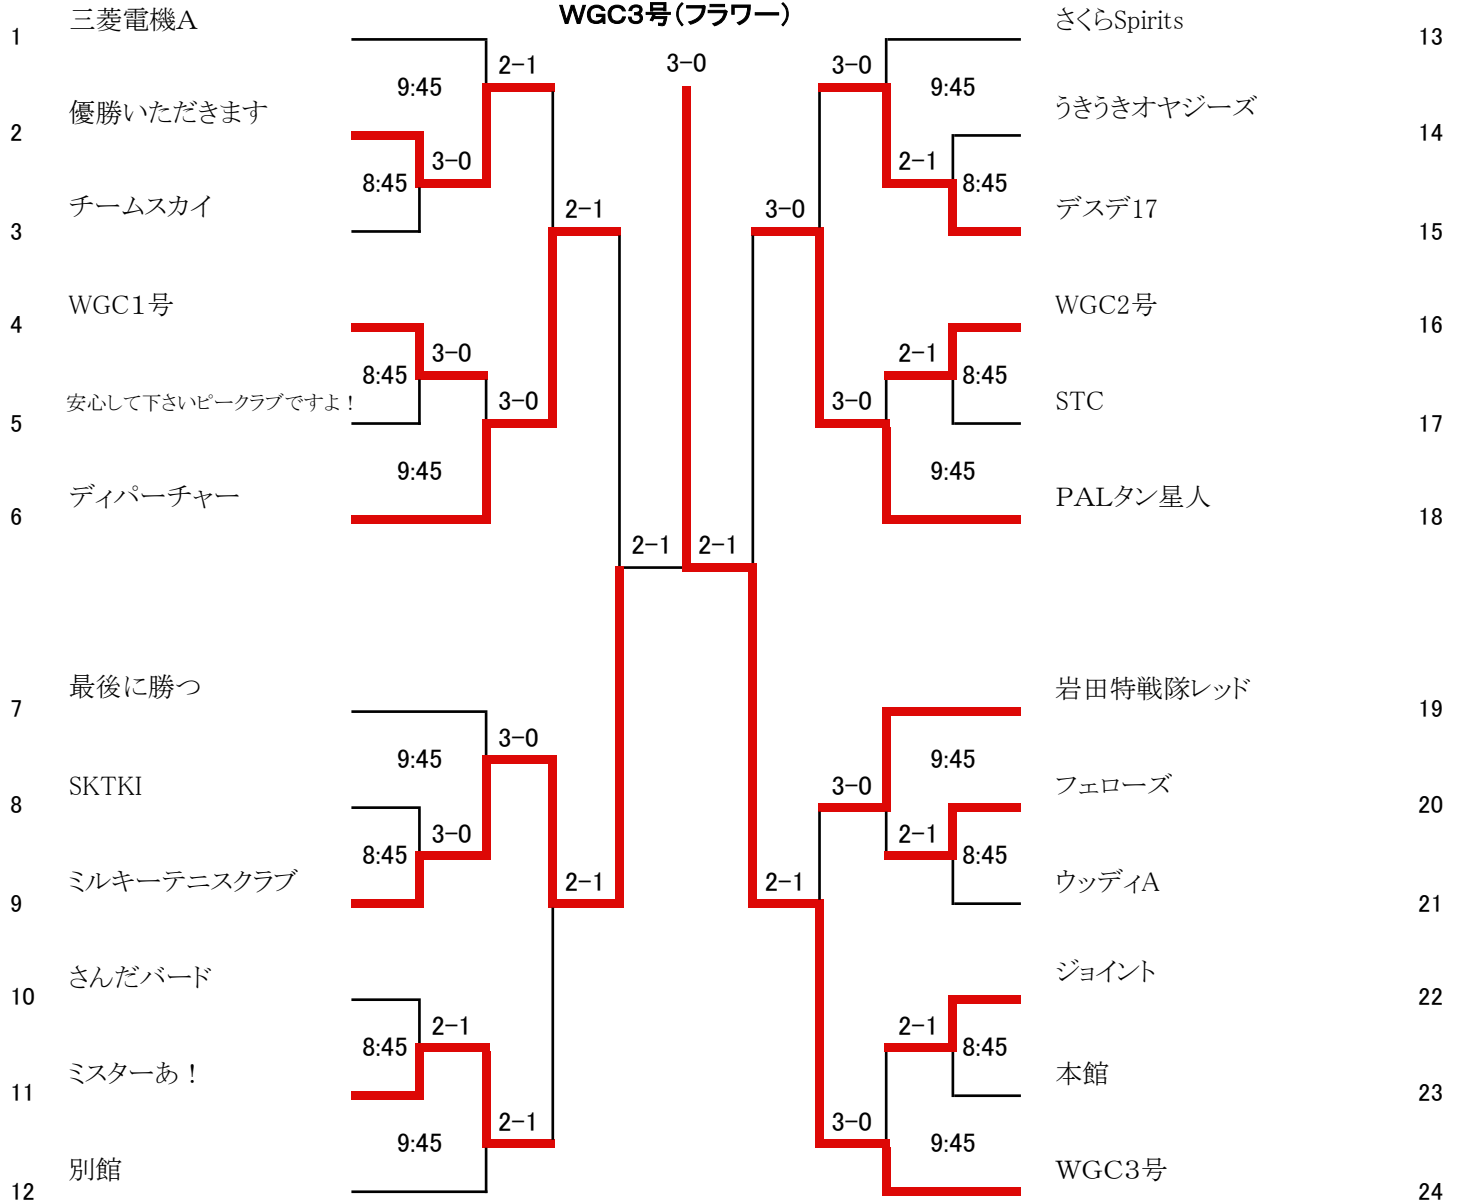 WGC3号(フラワー)
3-0
1 三菱電機A
9:45
2-1
2 優勝いただきます
8:45
3-0
3 チームスカイ
2-1
4 WGC1号
8:45
3-0
5 安心して下さいピークラブですよ!
3-0
9:45
6 ディパーチャー
2-1
7 最後に勝つ
9:45
3-0
8 SKTKI
8:45
3-0
9 ミルキーテニスクラブ
2-1
10 さんだバード
8:45
2-1
11 ミスターあ!
9:45
2-1
12 別館
さくらSpirits 13
3-0
9:45
うきうきオヤジーズ 14
2-1
8:45
デスデ17 15
3-0
WGC2号 16
2-1
8:45
STC 17
3-0
9:45
PALタン星人 18
2-1
岩田特戦隊レッド 19
9:45
3-0
フェローズ 20
2-1
8:45
ウッディA 21
2-1
ジョイント 22
2-1
8:45
本館 23
3-0
9:45
WGC3号 24